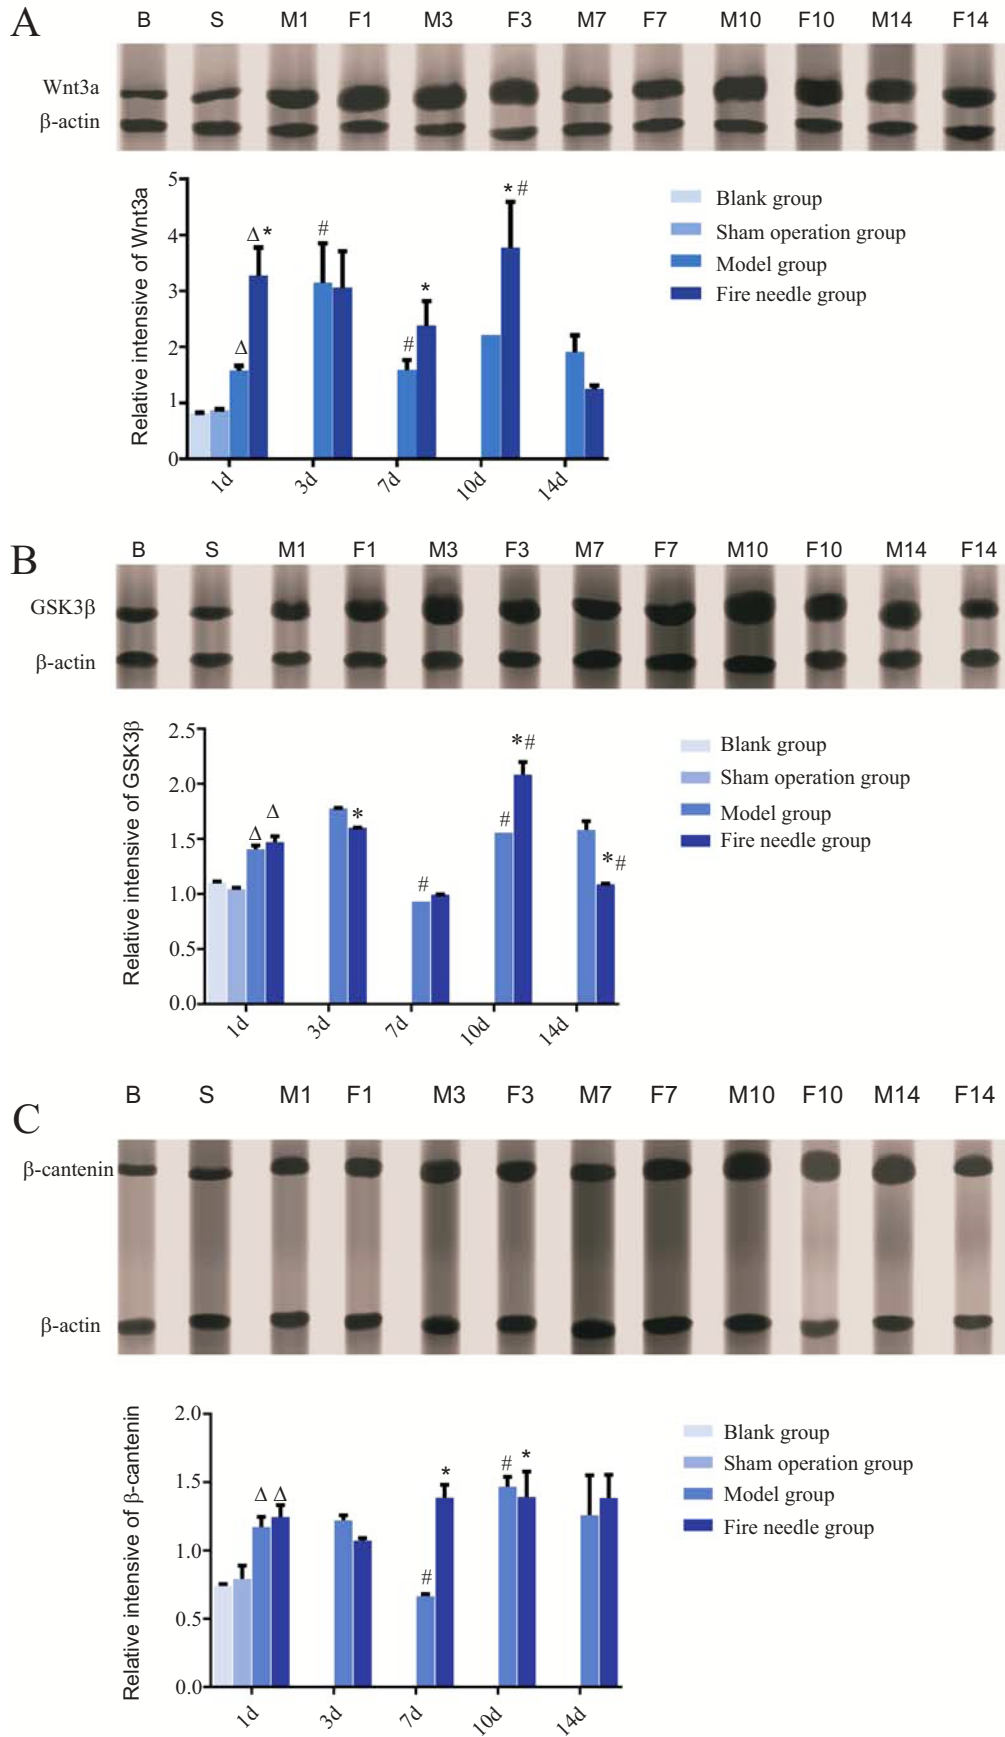 A
B S M1 F1 M3 F3 M7 F7 M10 F10 M14 F14
Wnt3a
β-actin
Relative intensive of Wnt3a
5
4
3
2
1
0
Δ
Δ *
#
#
*
* #
1d 3d 7d 10d 14d
Blank group
Sham operation group
Model group
Fire needle group
B
B S M1 F1 M3 F3 M7 F7 M10 F10 M14 F14
GSK3β
β-actin
Relative intensive of GSK3β
2.5
2.0
1.5
1.0
0.5
0.0
Δ
Δ
*
#
#
*#
*#
1d 3d 7d 10d 14d
Blank group
Sham operation group
Model group
Fire needle group
C
B S M1 F1 M3 F3 M7 F7 M10 F10 M14 F14
β-cantenin
β-actin
Relative intensive of β-cantenin
2.0
1.5
1.0
0.5
0.0
Δ Δ
#
*
#
*
1d 3d 7d 10d 14d
Blank group
Sham operation group
Model group
Fire needle group